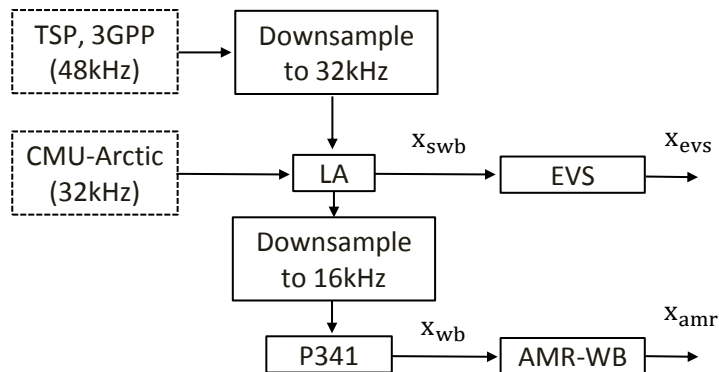 TSP, 3GPP
(48kHz)
Downsample
to 32kHz
CMU-Arctic
(32kHz)
LA
x_swb
EVS
x_evs
Downsample
to 16kHz
P341
x_wb
AMR-WB
x_amr